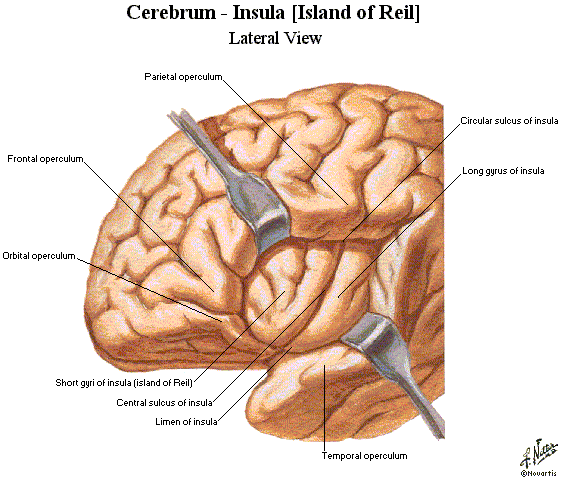 Cerebrum - Insula [Island of Reil]
Lateral View
Parietal operculum
Circular sulcus of insula
Frontal operculum
Long gyrus of insula
Orbital operculum
Short gyri of insula (island of Reil)
Central sulcus of insula
Limen of insula
Temporal operculum
F. Netter
©Novartis